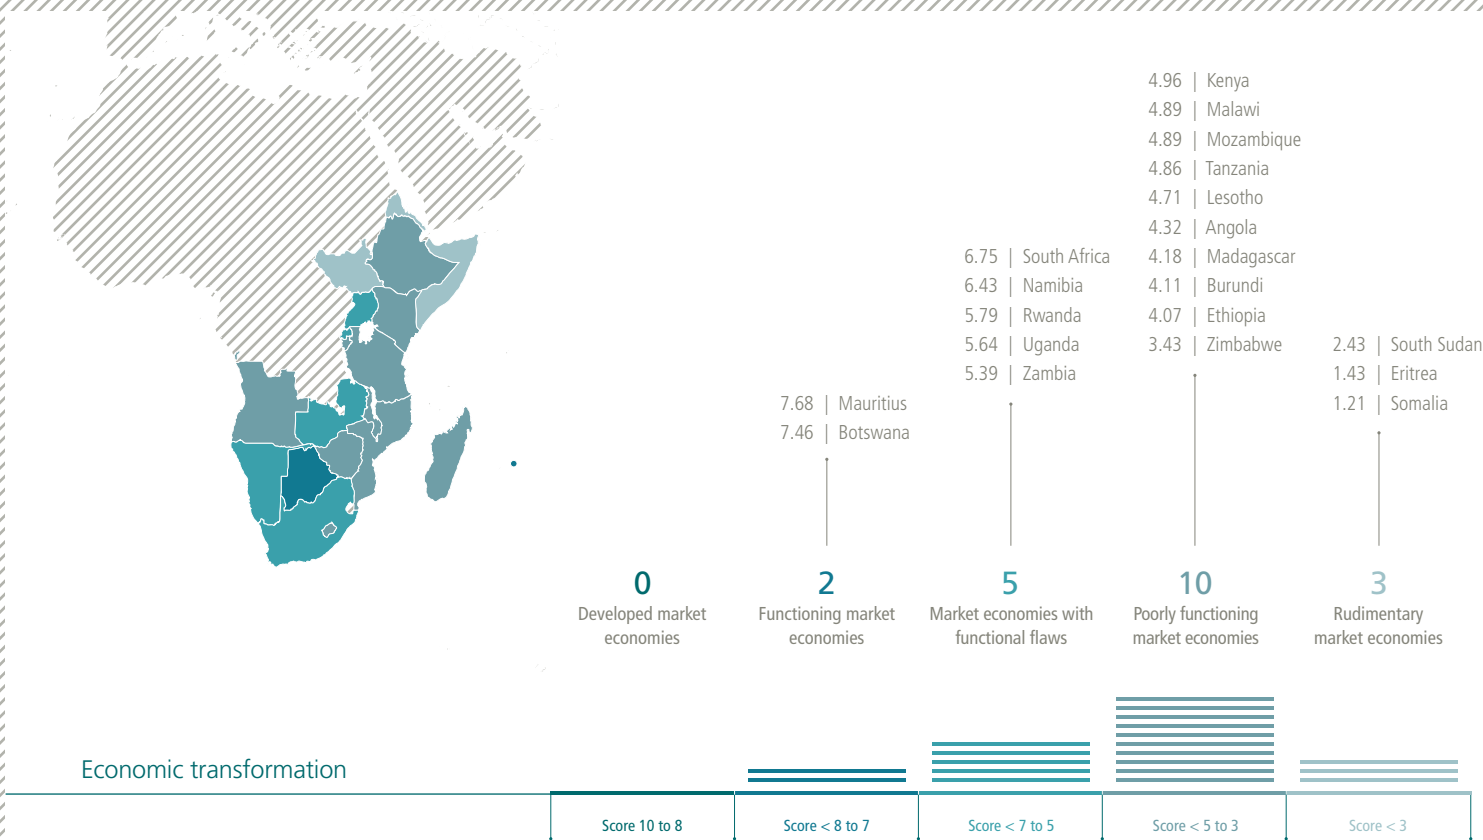 7.68 | Mauritius
7.46 | Botswana
6.75 | South Africa
6.43 | Namibia
5.79 | Rwanda
5.64 | Uganda
5.39 | Zambia
4.96 | Kenya
4.89 | Malawi
4.89 | Mozambique
4.86 | Tanzania
4.71 | Lesotho
4.32 | Angola
4.18 | Madagascar
4.11 | Burundi
4.07 | Ethiopia
3.43 | Zimbabwe
2.43 | South Sudan
1.43 | Eritrea
1.21 | Somalia
0
Developed market
economies
2
Functioning market
economies
5
Market economies with
functional flaws
10
Poorly functioning
market economies
3
Rudimentary
market economies
Economic transformation
Score 10 to 8
Score < 8 to 7
Score < 7 to 5
Score < 5 to 3
Score < 3